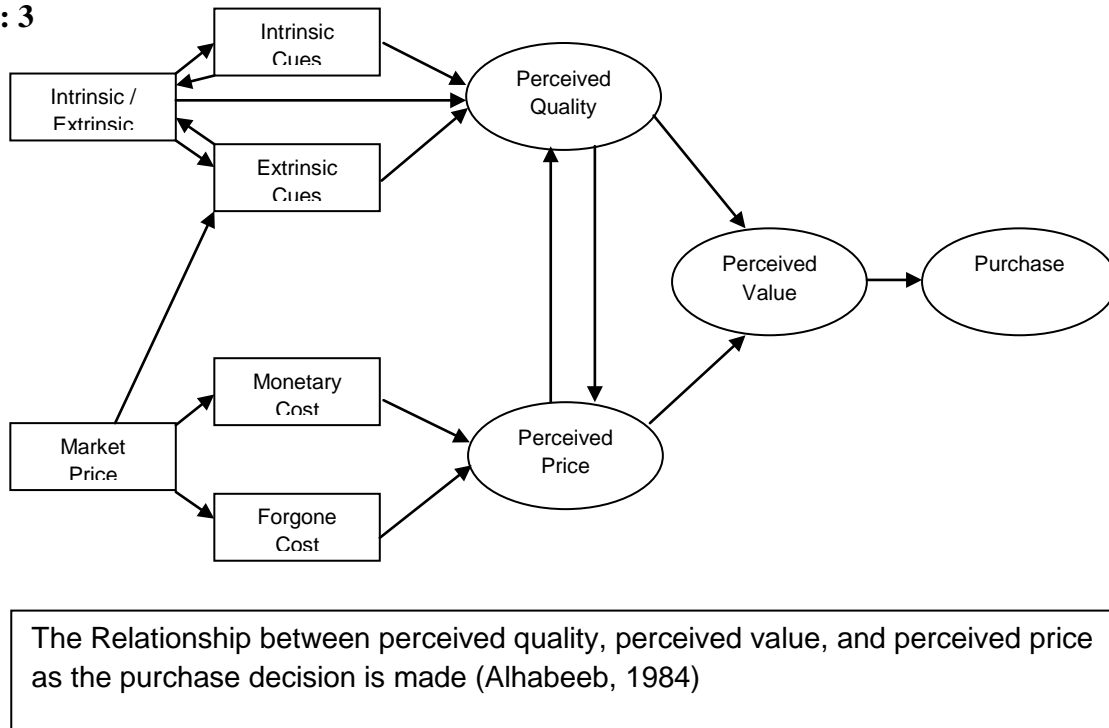 : 3
Intrinsic
Cues
Intrinsic /
Extrinsic
Extrinsic
Cues
Perceived
Quality
Perceived
Value
Purchase
Monetary
Cost
Market
Price
Forgone
Cost
Perceived
Price
The Relationship between perceived quality, perceived value, and perceived price
as the purchase decision is made (Alhabeeb, 1984)